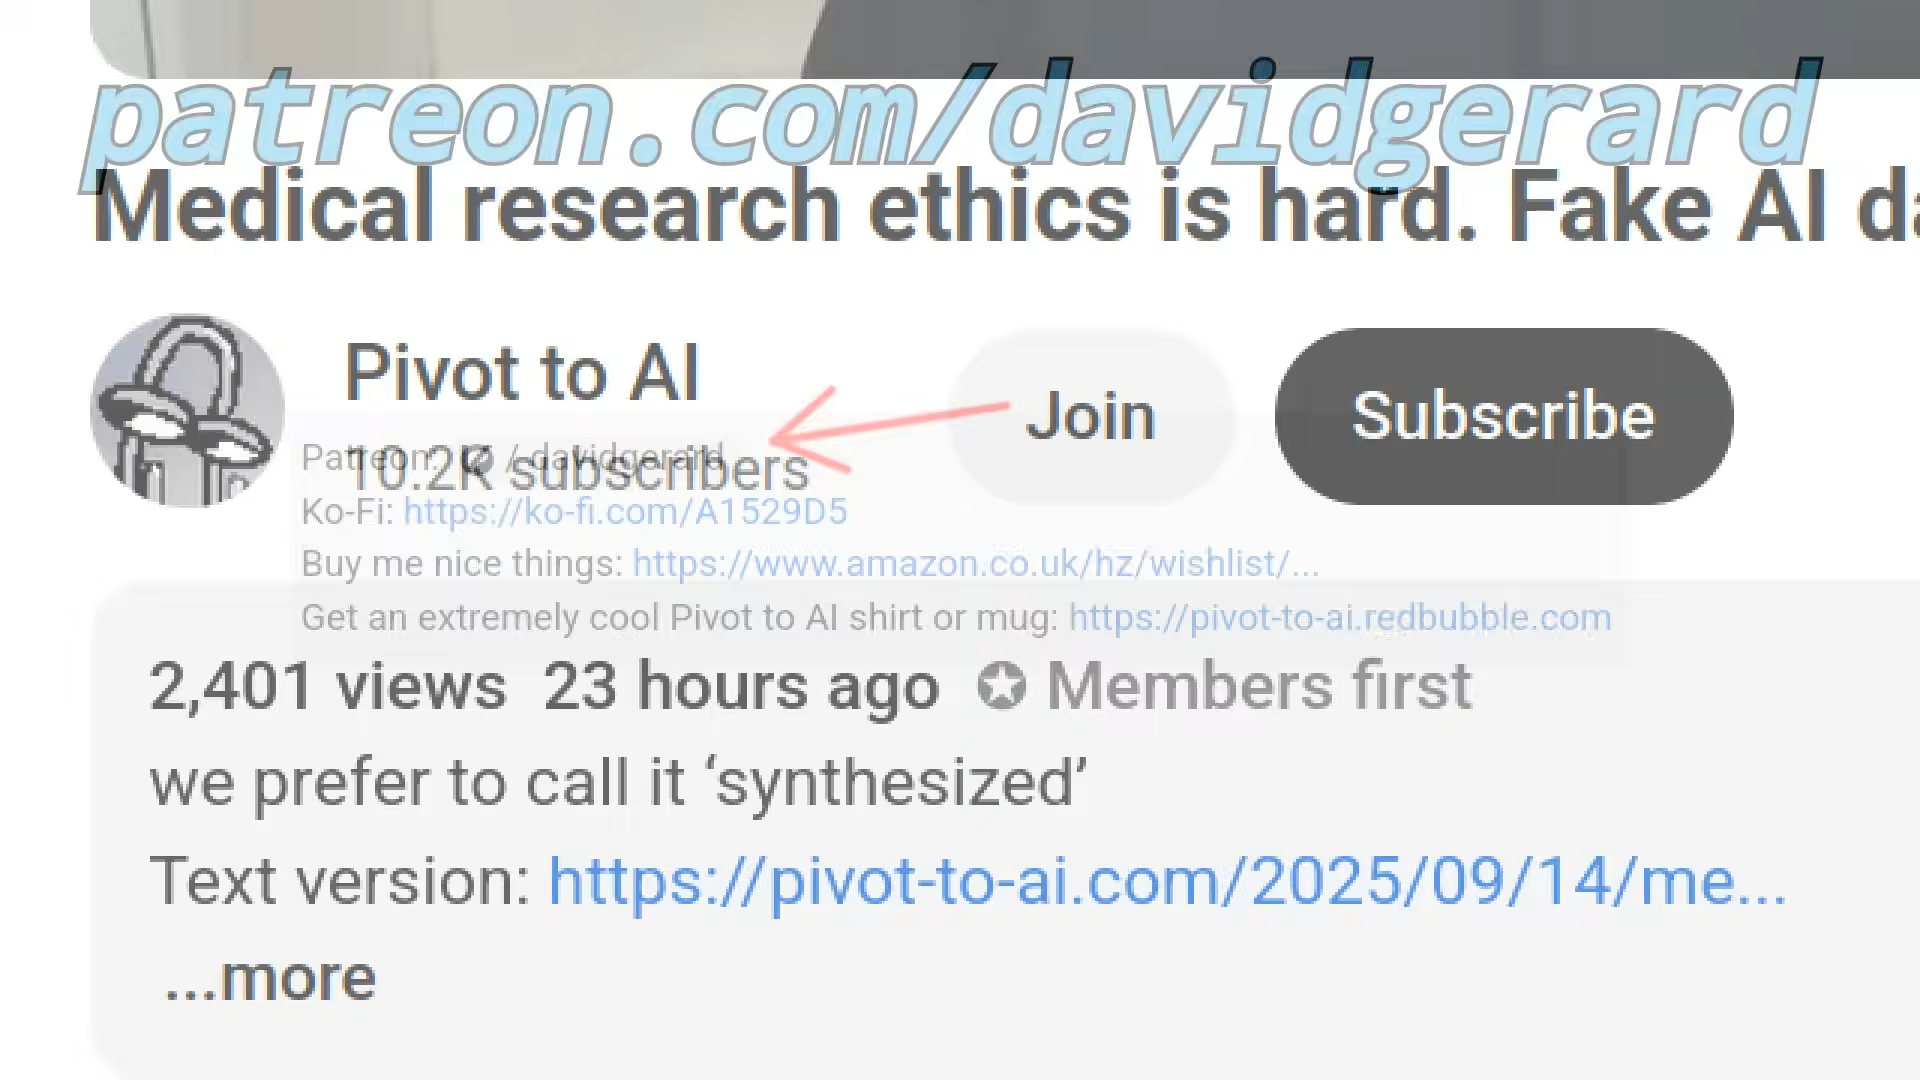 patreon.com/davidgerard
Medical research ethics is hard. Fake AI
Pivot to AI
Join
Subscribe
Patreon: / davidgerard
10.2K subscribers
Ko-Fi: https://ko-fi.com/A1529D5
Buy me nice things: https://www.amazon.co.uk/hz/wishlist/...
Get an extremely cool Pivot to AI shirt or mug: https://pivot-to-ai.redbubble.com
2,401 views 23 hours ago Members first
we prefer to call it ‘synthesized’
Text version: https://pivot-to-ai.com/2025/09/14/me...
...more